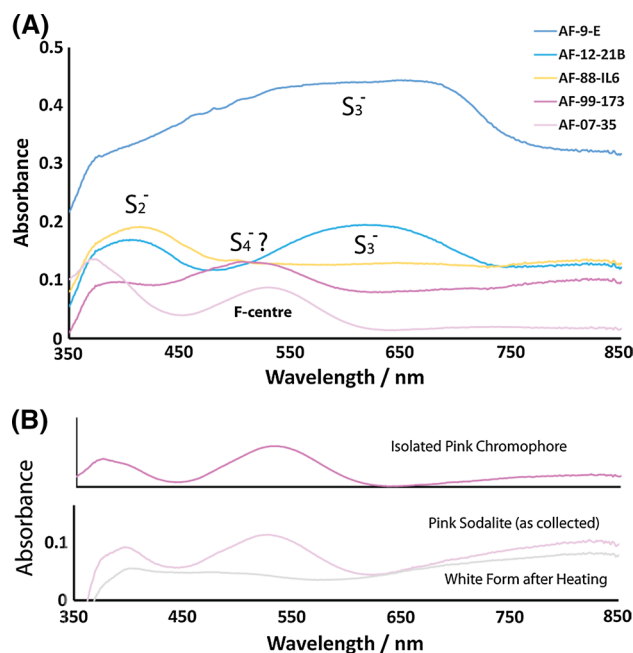 (A)
AF-9-E
AF-12-21B
AF-88-IL6
AF-99-173
AF-07-35
0.5
0.4
0.3
0.2
0.1
0
Absorbance
S₃⁻
S₂⁻
S₄⁻?
S₃⁻
F-centre
350 450 550 650 750 850
Wavelength / nm
(B)
Isolated Pink Chromophore
Pink Sodalite (as collected)
White Form after Heating
0.1
0
Absorbance
350 450 550 650 750 850
Wavelength / nm